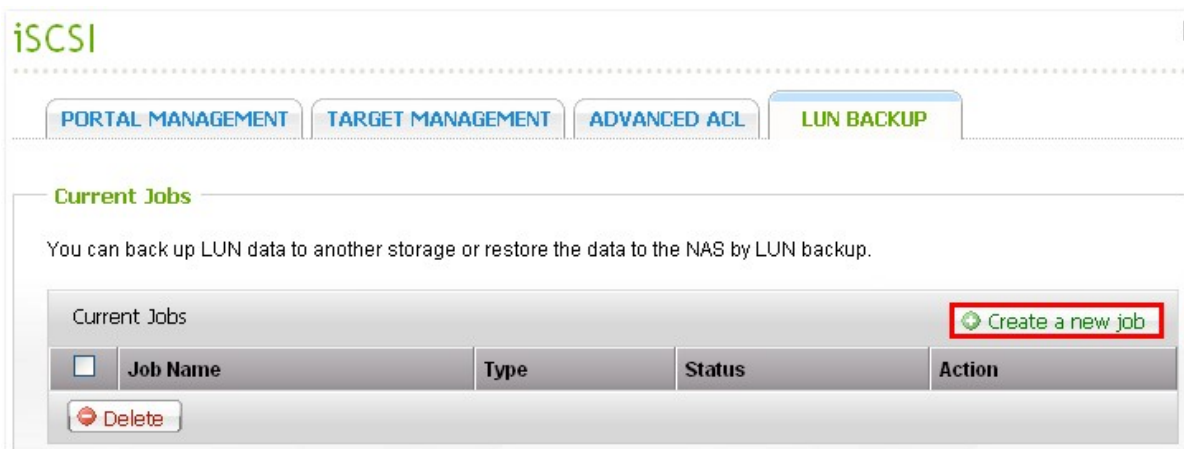 iSCSI
PORTAL MANAGEMENT TARGET MANAGEMENT ADVANCED ACL LUN BACKUP
Current Jobs
You can back up LUN data to another storage or restore the data to the NAS by LUN backup.
Current Jobs Create a new job
Job Name Type Status Action
Delete